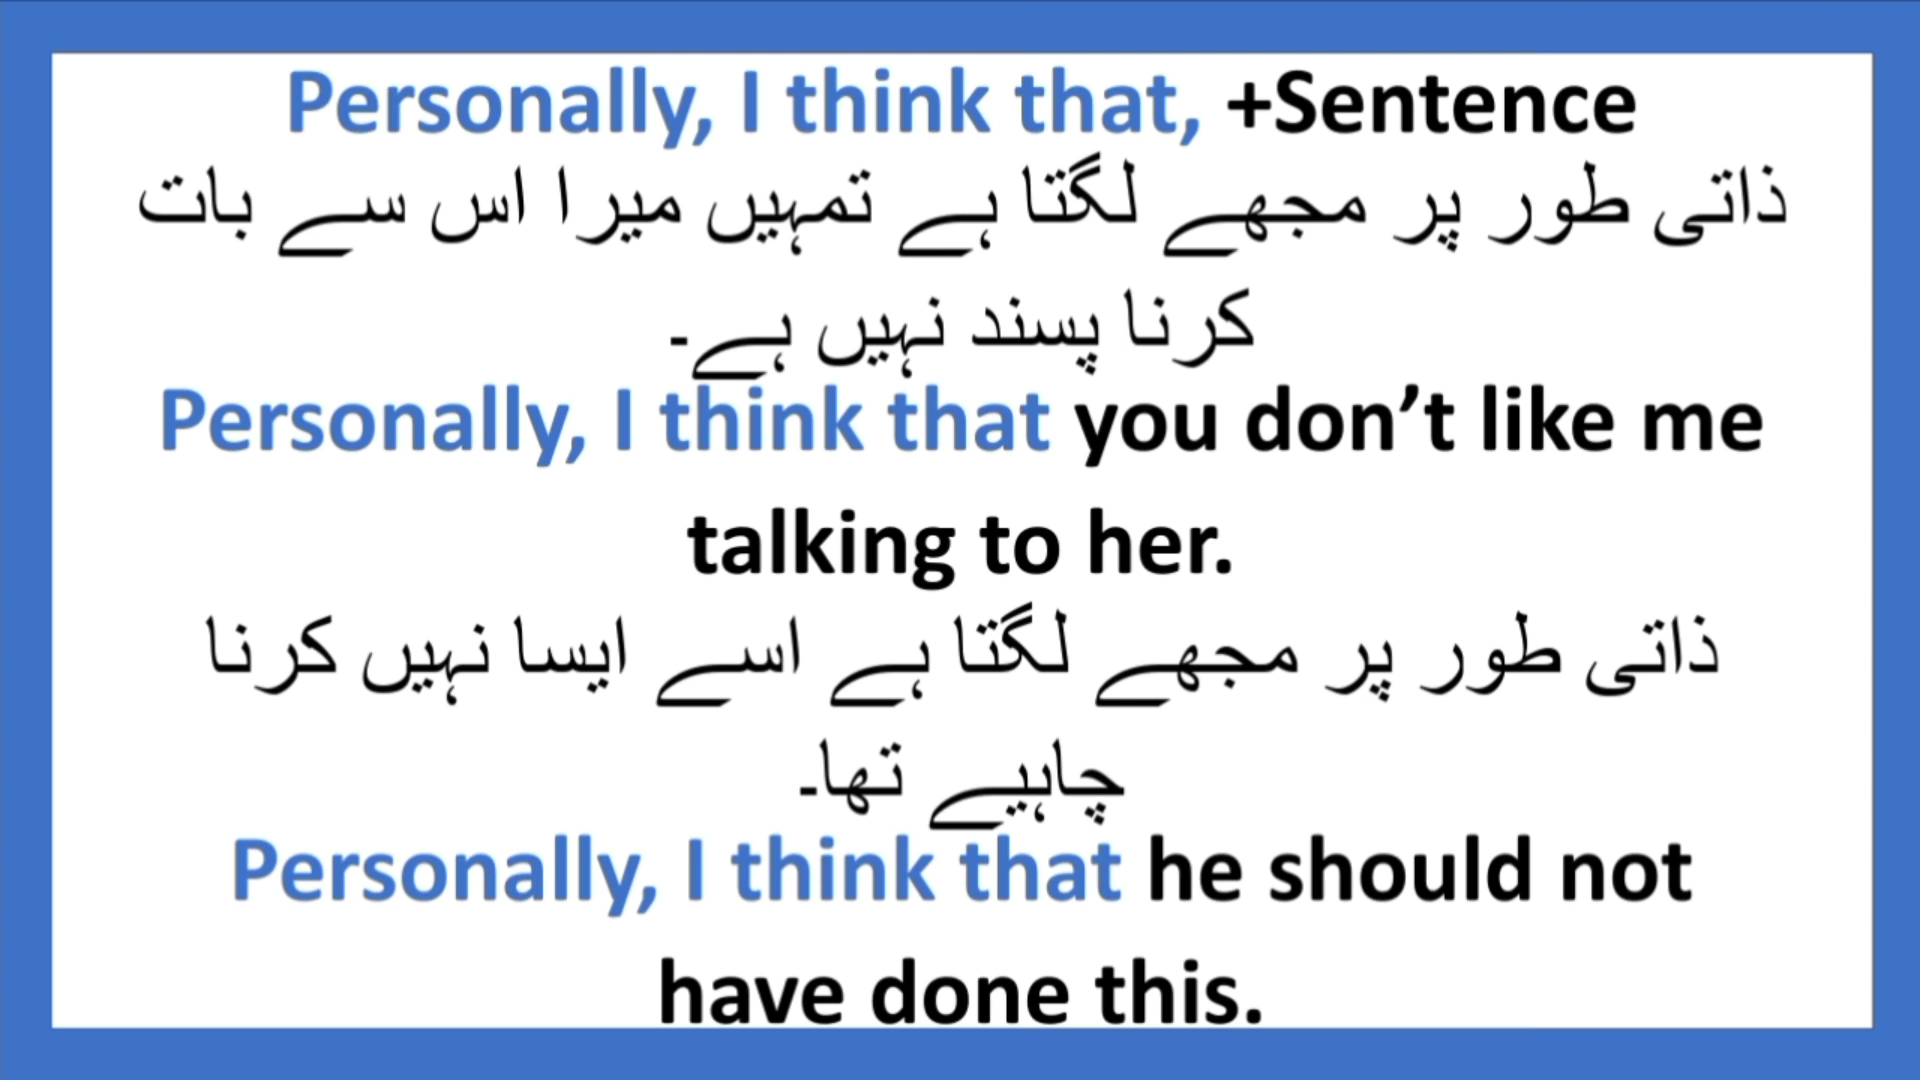 Personally, I think that, +Sentence
ذاتی طور پر مجھے لگتا ہے تمہیں میرا اس سے بات
کرنا پسند نہیں ہے۔
Personally, I think that you don’t like me
talking to her.
ذاتی طور پر مجھے لگتا ہے اسے ایسا نہیں کرنا
چاہیے تھا۔
Personally, I think that he should not
have done this.